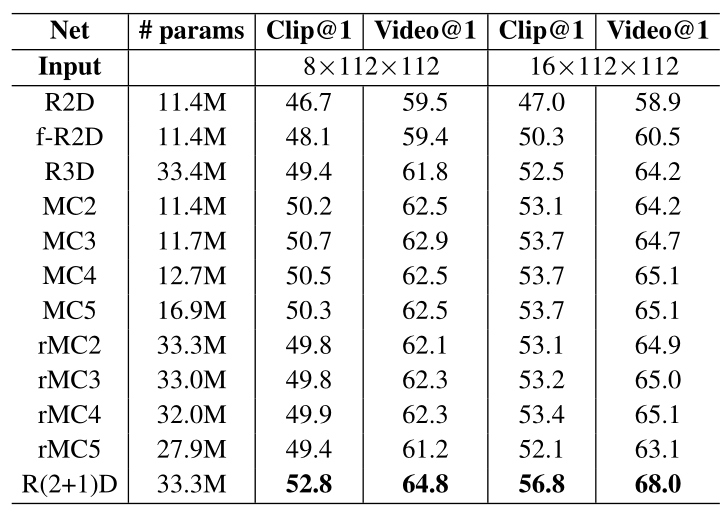 Net # params Clip@1 Video@1 Clip@1 Video@1
Input 8×112×112 16×112×112
R2D 11.4M 46.7 59.5 47.0 58.9
f-R2D 11.4M 48.1 59.4 50.3 60.5
R3D 33.4M 49.4 61.8 52.5 64.2
MC2 11.4M 50.2 62.5 53.1 64.2
MC3 11.7M 50.7 62.9 53.7 64.7
MC4 12.7M 50.5 62.5 53.7 65.1
MC5 16.9M 50.3 62.5 53.7 65.1
rMC2 33.3M 49.8 62.1 53.1 64.9
rMC3 33.0M 49.8 62.3 53.2 65.0
rMC4 32.0M 49.9 62.3 53.4 65.1
rMC5 27.9M 49.4 61.2 52.1 63.1
R(2+1)D 33.3M 52.8 64.8 56.8 68.0